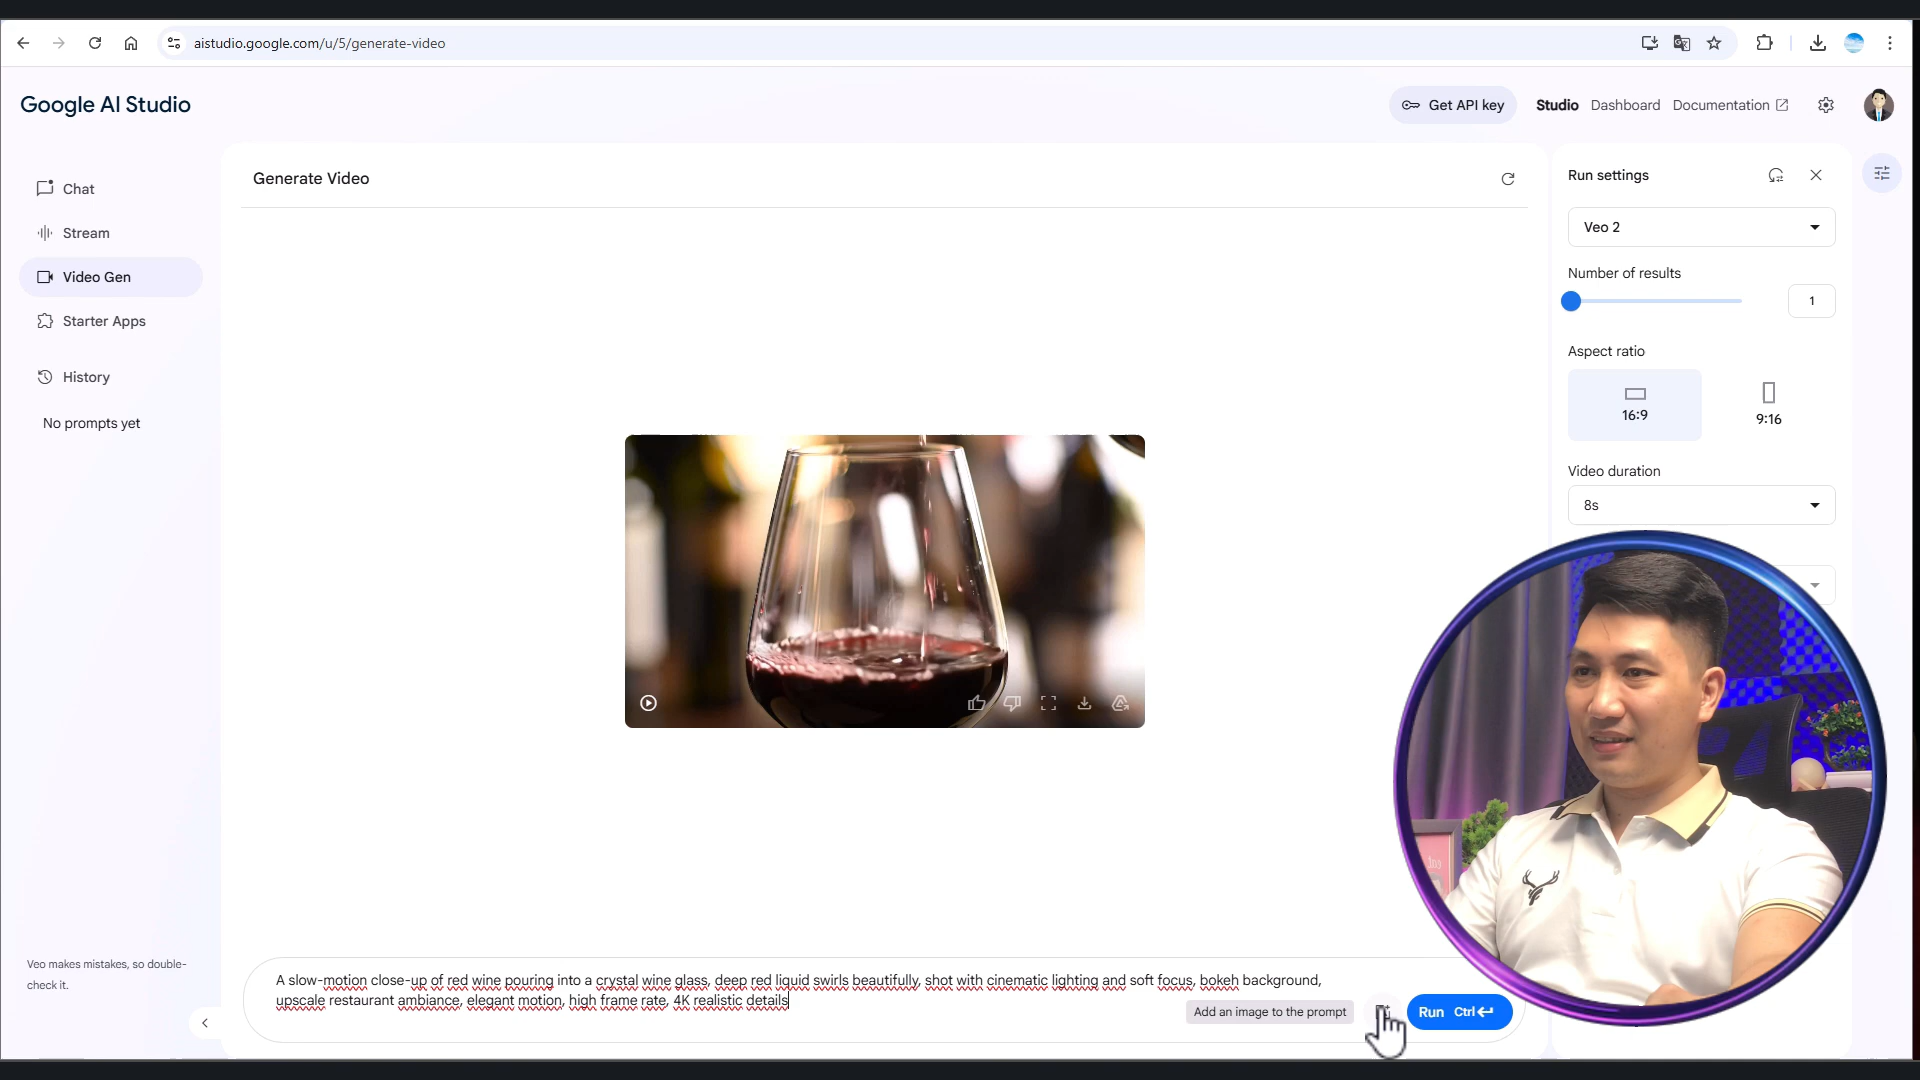 aistudio.google.com/u/5/generate-video
Google AI Studio
Get API key
Studio
Dashboard
Documentation
Chat
Stream
Video Gen
Starter Apps
History
No prompts yet
Veo makes mistakes, so double-
check it.
Generate Video
A slow-motion close-up of red wine pouring into a crystal wine glass, deep red liquid swirls beautifully, shot with cinematic lighting and soft focus, bokeh background,
upscale restaurant ambiance, elegant motion, high frame rate, 4K realistic details
Add an image to the prompt
Run Ctrl
Run settings
Veo 2
Number of results
1
Aspect ratio
16:9
9:16
Video duration
8s